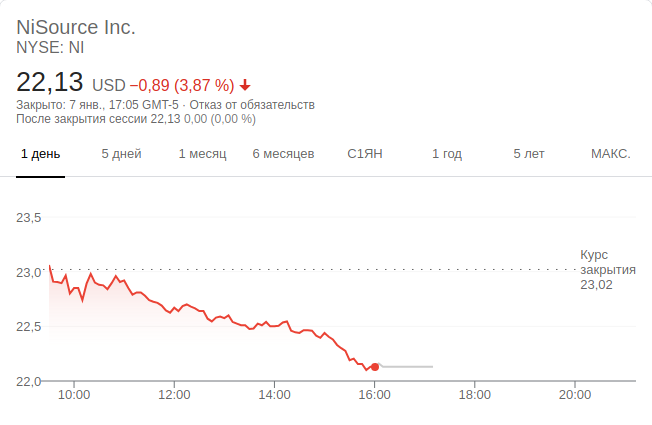 NiSource Inc.
NYSE: NI
22,13 USD −0,89 (3,87 %)
Закрыто: 7 янв., 17:05 GMT-5 · Отказ от обязательств
После закрытия сессии 22,13 0,00 (0,00 %)
1 день 5 дней 1 месяц 6 месяцев С1ЯН 1 год 5 лет МАКС.
23,5
Курс
23,0 закрытия
23,02
22,5
22,0
10:00 12:00 14:00 16:00 18:00 20:00